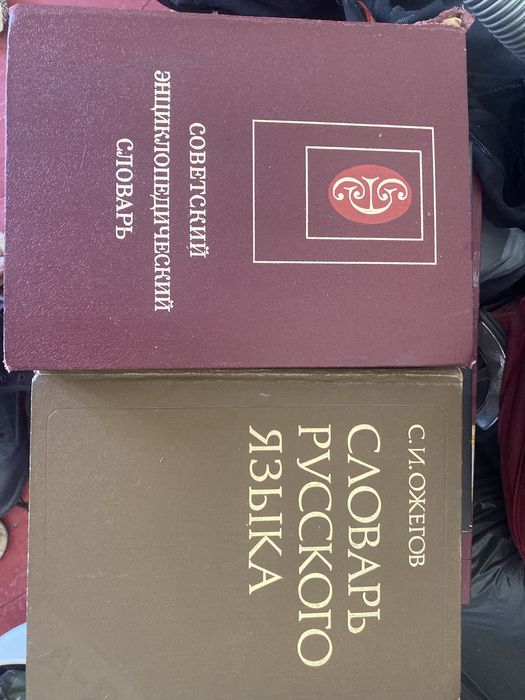 СОВЕТСКИЙ
ЭНЦИКЛОПЕДИЧЕСКИЙ
СЛОВАРЬ
С. И. ОЖЕГОВ
СЛОВАРЬ
РУССКОГО
ЯЗЫКА